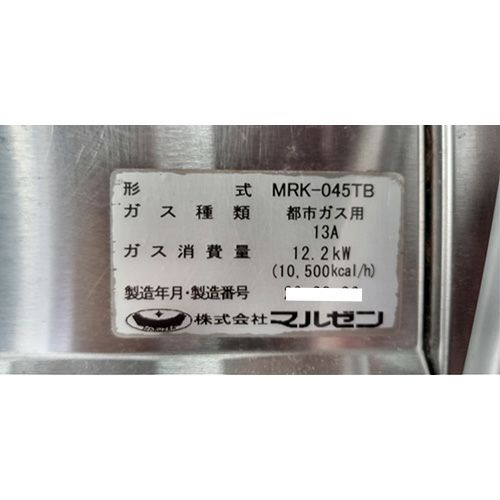 形式 MRK-045TB
ガス種類 都市ガス用
13A
ガス消費量 12.2kW
(10,500kcal/h)
製造年月・製造番号
株式会社マルゼン